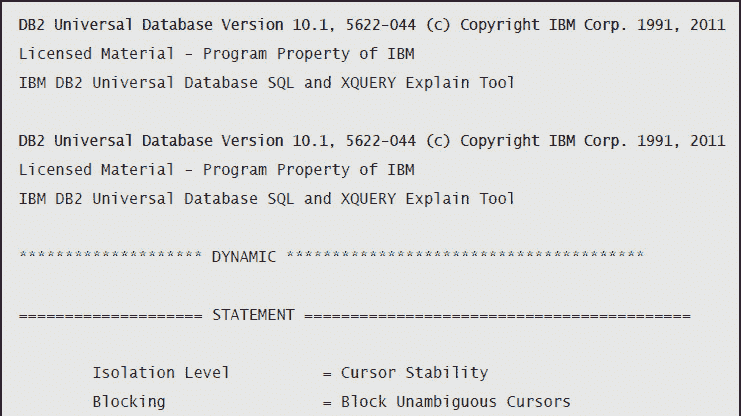 DB2 Universal Database Version 10.1, 5622-044 (c) Copyright IBM Corp. 1991, 2011
Licensed Material - Program Property of IBM
IBM DB2 Universal Database SQL and XQUERY Explain Tool
DB2 Universal Database Version 10.1, 5622-044 (c) Copyright IBM Corp. 1991, 2011
Licensed Material - Program Property of IBM
IBM DB2 Universal Database SQL and XQUERY Explain Tool
******************** DYNAMIC ***************************************
==================== STATEMENT ==========================================
Isolation Level = Cursor Stability
Blocking = Block Unambiguous Cursors